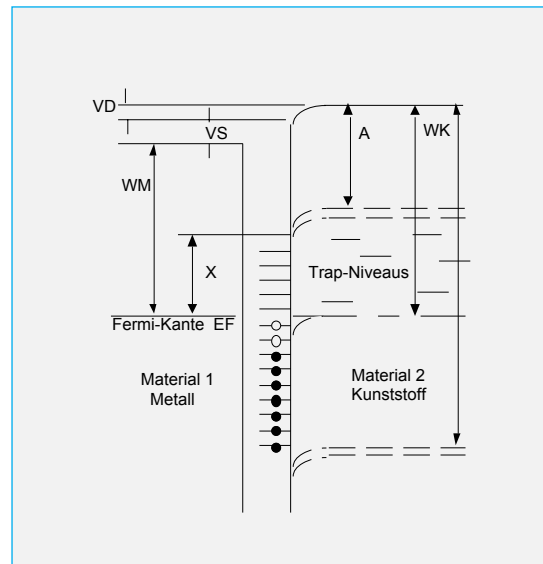 VD
VS
A
WK
WM
X
Trap-Niveaus
Fermi-Kante EF
Material 1
Metall
Material 2
Kunststoff